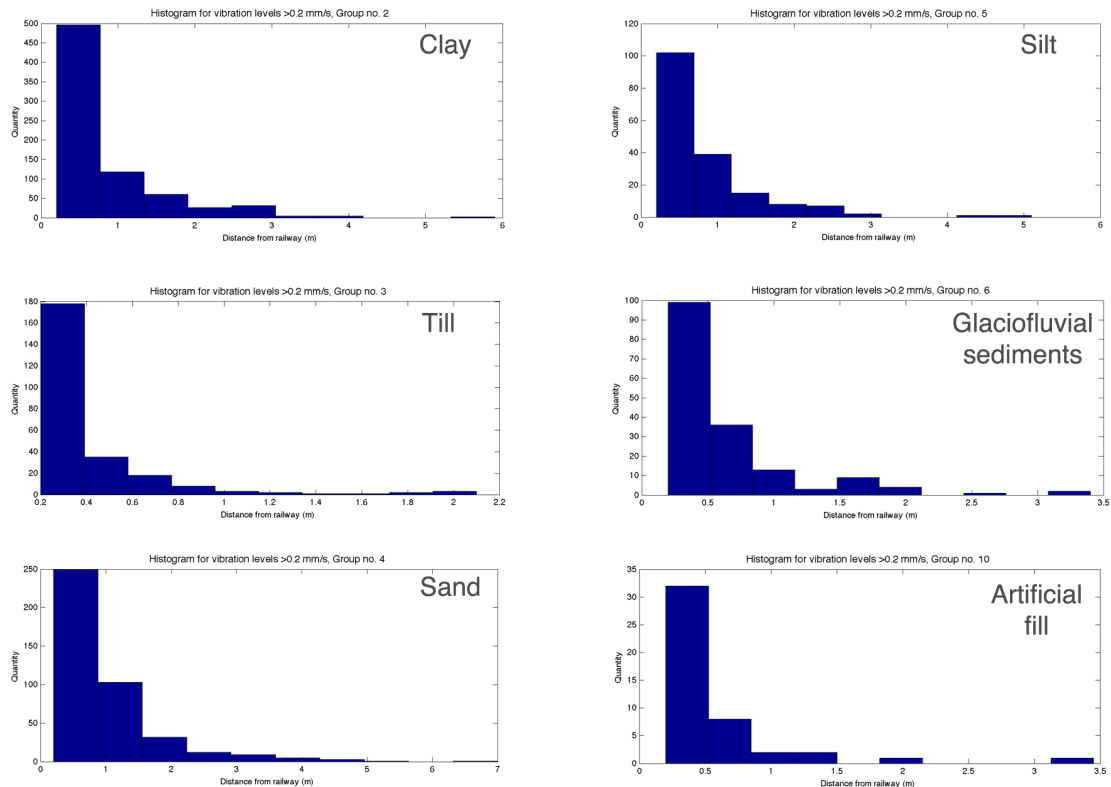 Histogram for vibration levels >0.2 mm/s, Group no. 2
Clay
Quantity
500
450
400
350
300
250
200
150
100
50
0
0 1 2 3 4 5 6
Distance from railway (m)
Histogram for vibration levels >0.2 mm/s, Group no. 5
Silt
Quantity
120
100
80
60
40
20
0
0 1 2 3 4 5 6
Distance from railway (m)
Histogram for vibration levels >0.2 mm/s, Group no. 3
Till
Quantity
180
160
140
120
100
80
60
40
20
0
0.2 0.4 0.6 0.8 1 1.2 1.4 1.6 1.8 2 2.2
Distance from railway (m)
Histogram for vibration levels >0.2 mm/s, Group no. 6
Glaciofluvial
sediments
Quantity
100
90
80
70
60
50
40
30
20
10
0
0 0.5 1 1.5 2 2.5 3 3.5
Distance from railway (m)
Histogram for vibration levels >0.2 mm/s, Group no. 4
Sand
Quantity
250
200
150
100
50
0
0 1 2 3 4 5 6 7
Distance from railway (m)
Histogram for vibration levels >0.2 mm/s, Group no. 10
Artificial
fill
Quantity
35
30
25
20
15
10
5
0
0 0.5 1 1.5 2 2.5 3 3.5
Distance from railway (m)